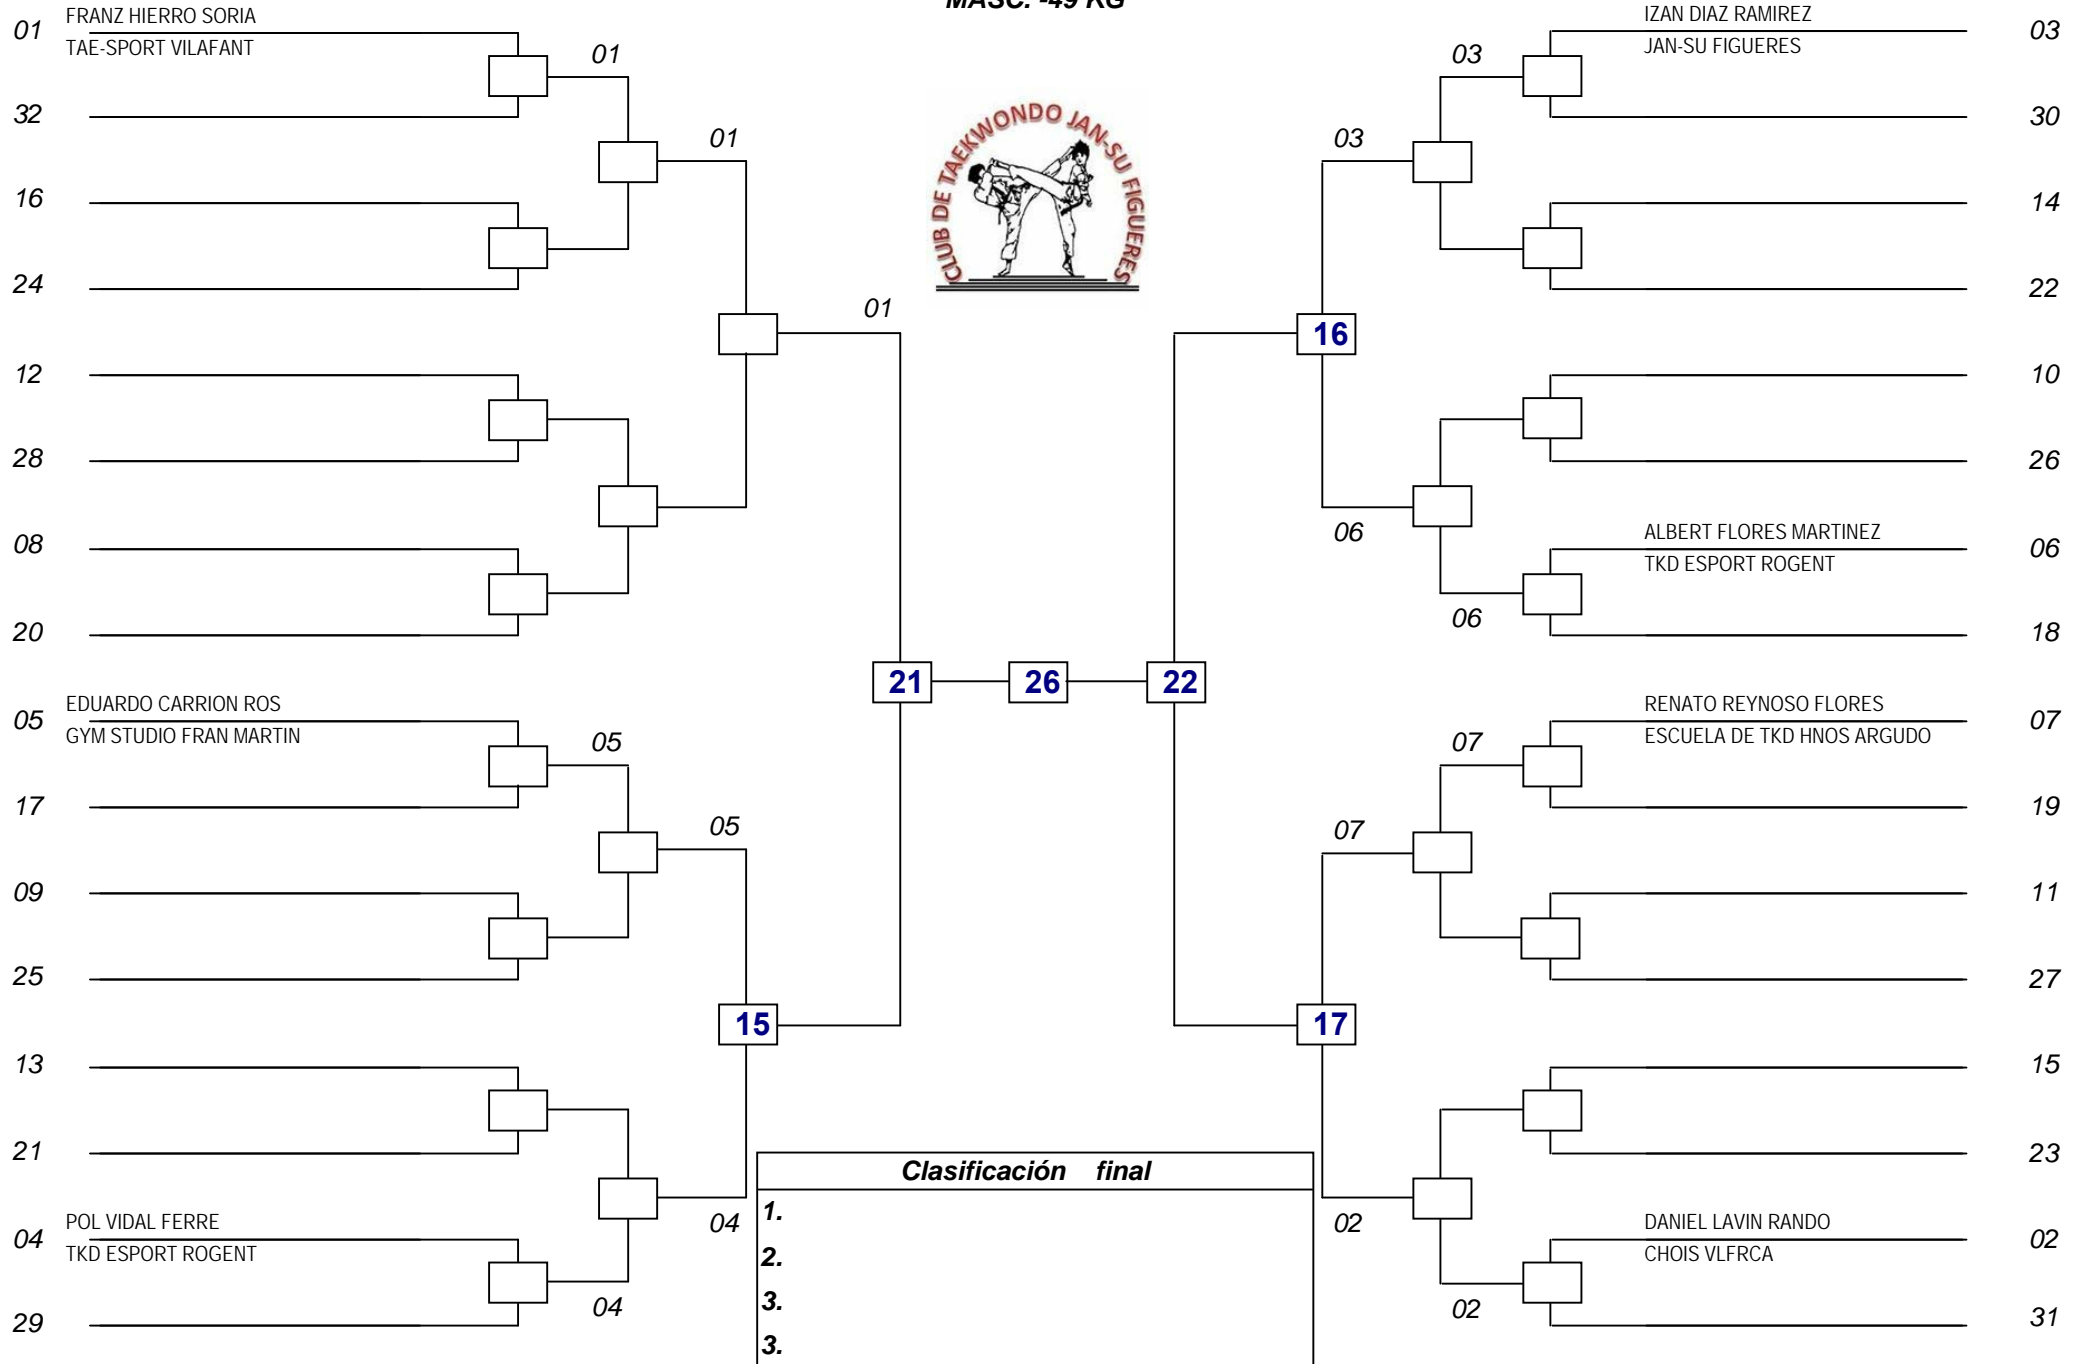 MASC. -49 KG
01 FRANZ HIERRO SORIA
TAE-SPORT VILAFANT
01
32
01
16
24
01
12
28
08
20
05 EDUARDO CARRION ROS
GYM STUDIO FRAN MARTIN
05
17
05
09
25
15
13
21
04
04 POL VIDAL FERRE
TKD ESPORT ROGENT
04
29
CLUB DE TAEKWONDO JAN-SU FIGUERES
21 26 22
Clasificación final
1.
2.
3.
3.
IZAN DIAZ RAMIREZ 03
JAN-SU FIGUERES
03
30
03
14
22
16
10
26
06
ALBERT FLORES MARTINEZ 06
TKD ESPORT ROGENT
06
18
RENATO REYNOSO FLORES 07
ESCUELA DE TKD HNOS ARGUDO
07
19
07
11
27
17
15
23
02
DANIEL LAVIN RANDO 02
CHOIS VLFRCA
02
31